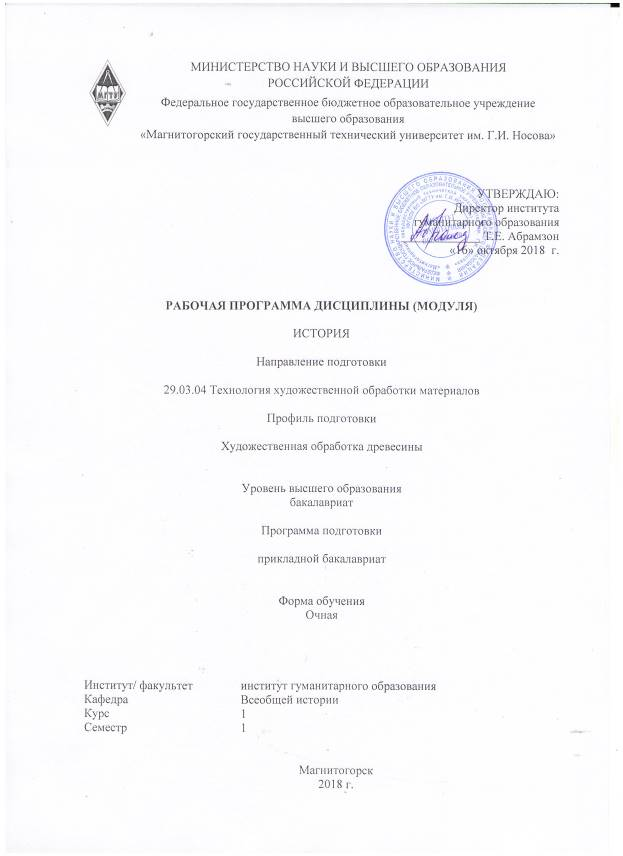 МИНИСТЕРСТВО НАУКИ И ВЫСШЕГО ОБРАЗОВАНИЯ
РОССИЙСКОЙ ФЕДЕРАЦИИ
Федеральное государственное бюджетное образовательное учреждение
высшего образования
«Магнитогорский государственный технический университет им. Г.И. Носова»
МГТУ
УТВЕРЖДАЮ:
Директор института
гуманитарного образования
Т.Е. Абрамзон
«16» октября 2018 г.
РАБОЧАЯ ПРОГРАММА ДИСЦИПЛИНЫ (МОДУЛЯ)
ИСТОРИЯ
Направление подготовки
29.03.04 Технология художественной обработки материалов
Профиль подготовки
Художественная обработка древесины
Уровень высшего образования
бакалавриат
Программа подготовки
прикладной бакалавриат
Форма обучения
Очная
Институт/ факультет институт гуманитарного образования
Кафедра Всеобщей истории
Курс 1
Семестр 1
Магнитогорск
2018 г.